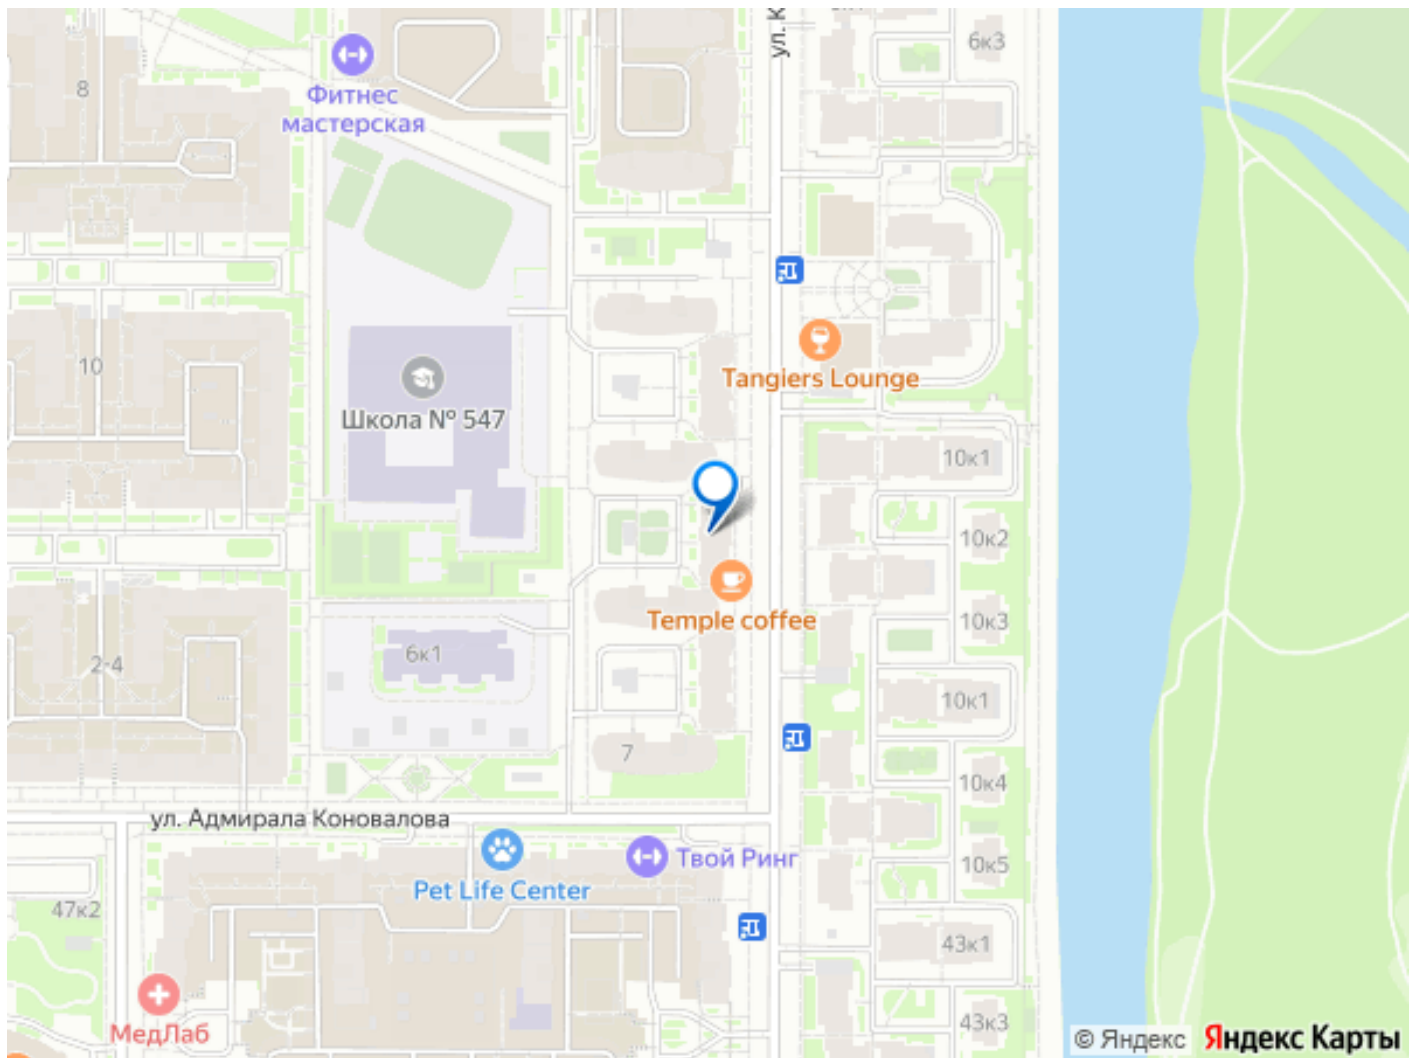 ул. К
6к3
8
Фитнес
мастерская
10
Школа № 547
Tangiers Lounge
10к1
10к2
Temple coffee
10к3
6к1
2-4
10к1
7
10к4
ул. Адмирала Коновалова
Твой Ринг
10к5
Pet Life Center
47к2
43к1
МедЛаб
43к3
© Яндекс
Яндекс Карты